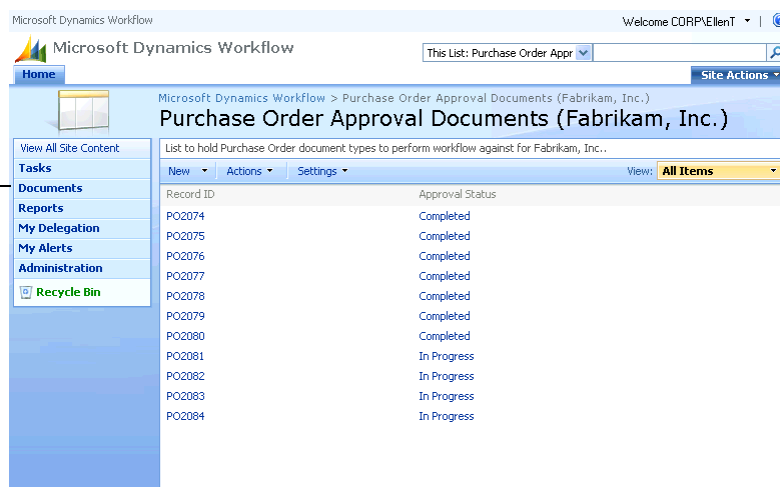 Microsoft Dynamics Workflow
Welcome CORP\EllenT
Microsoft Dynamics Workflow
This List: Purchase Order Appr
Home
Site Actions
Microsoft Dynamics Workflow > Purchase Order Approval Documents (Fabrikam, Inc.)
Purchase Order Approval Documents (Fabrikam, Inc.)
View All Site Content
Tasks
Documents
Reports
My Delegation
My Alerts
Administration
Recycle Bin
List to hold Purchase Order document types to perform workflow against for Fabrikam, Inc..
New Actions Settings View: All Items
Record ID Approval Status
PO2074 Completed
PO2075 Completed
PO2076 Completed
PO2077 Completed
PO2078 Completed
PO2079 Completed
PO2080 Completed
PO2081 In Progress
PO2082 In Progress
PO2083 In Progress
PO2084 In Progress